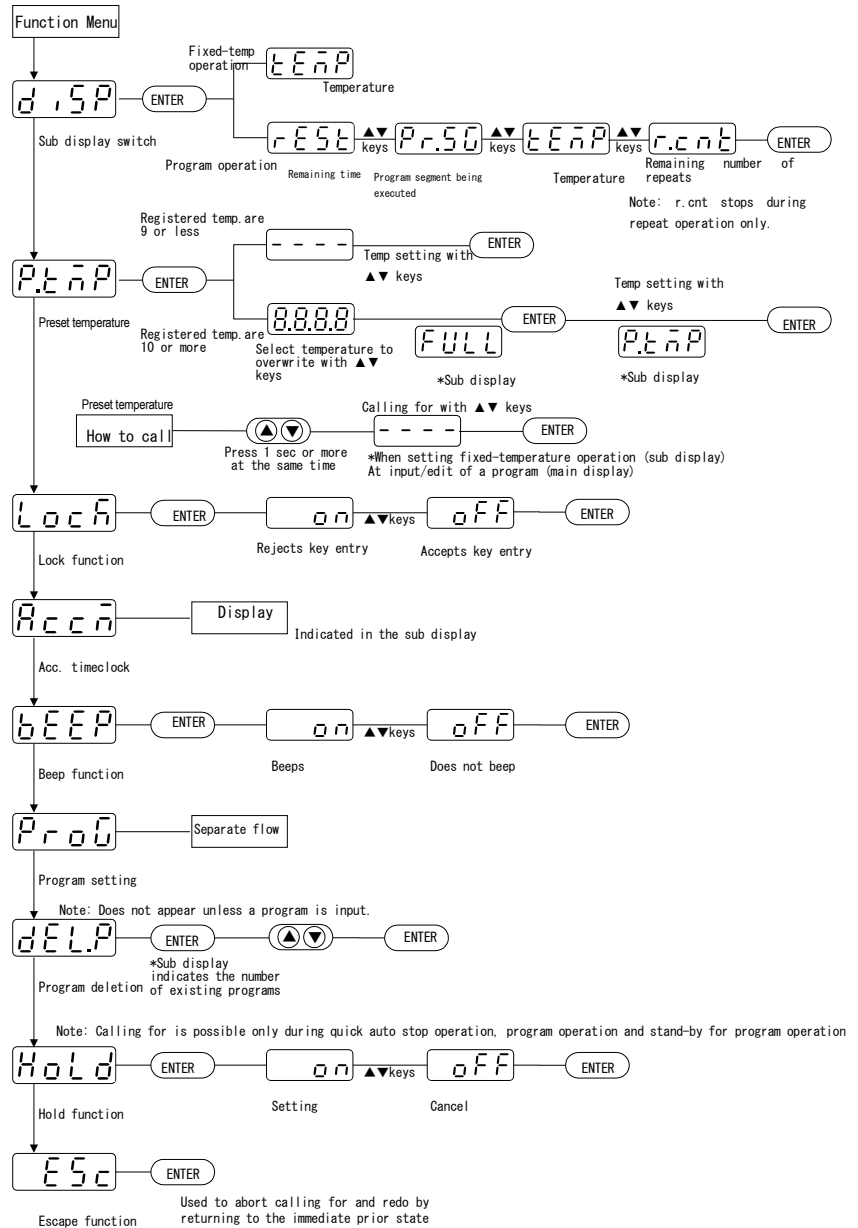 Function Menu
Fixed-temp
operation
tEmP
Temperature
diSP
ENTER
Sub display switch
Program operation
rESt
▲▼
keys
Pr.SG
▲▼
keys
tEmP
▲▼
keys
r.cnt
ENTER
Remaining time
Program segment being
executed
Temperature
Remaining number of
repeats
Note: r.cnt stops during
repeat operation only.
Registered temp.are
9 or less
- - - -
Temp setting with
▲▼ keys
ENTER
P.tmP
ENTER
Preset temperature
Registered temp.are
10 or more
8.8.8.8
Select temperature to
overwrite with ▲▼
keys
FULL
*Sub display
ENTER
Temp setting with
▲▼ keys
P.tmP
*Sub display
ENTER
Preset temperature
How to call
▲ ▼
Press 1 sec or more
at the same time
Calling for with ▲▼ keys
- - - -
ENTER
*When setting fixed-temperature operation (sub display)
At input/edit of a program (main display)
Lock
ENTER
on
▲▼keys
oFF
ENTER
Lock function
Rejects key entry
Accepts key entry
Accm
Display
Indicated in the sub display
Acc. timeclock
bEEP
ENTER
on
▲▼keys
oFF
ENTER
Beep function
Beeps
Does not beep
ProG
Separate flow
Program setting
Note: Does not appear unless a program is input.
dEL.P
ENTER
▲ ▼
ENTER
*Sub display
indicates the number
of existing programs
Program deletion
Note: Calling for is possible only during quick auto stop operation, program operation and stand-by for program operation
HoLd
ENTER
on
▲▼keys
oFF
ENTER
Hold function
Setting
Cancel
ESc
ENTER
Escape function
Used to abort calling for and redo by
returning to the immediate prior state